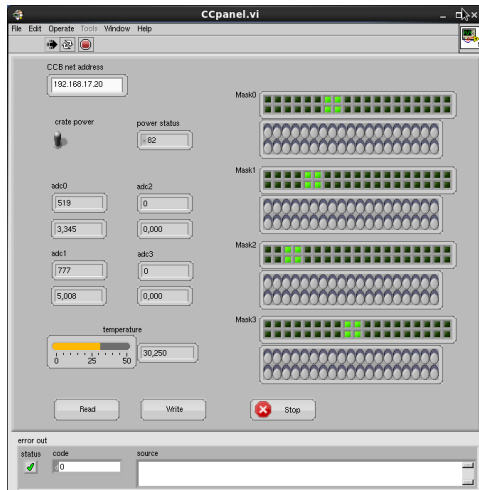 CCpanel.vi
File Edit Operate Tools Window Help
CCB net address
192.168.17.20
crate power
power status
x 82
adc0
adc2
519
0
3,345
0,000
adc1
adc3
777
0
5,008
0,000
temperature
0 25 50
30,250
Mask0
Mask1
Mask2
Mask3
Read
Write
Stop
error out
status
code
source
0